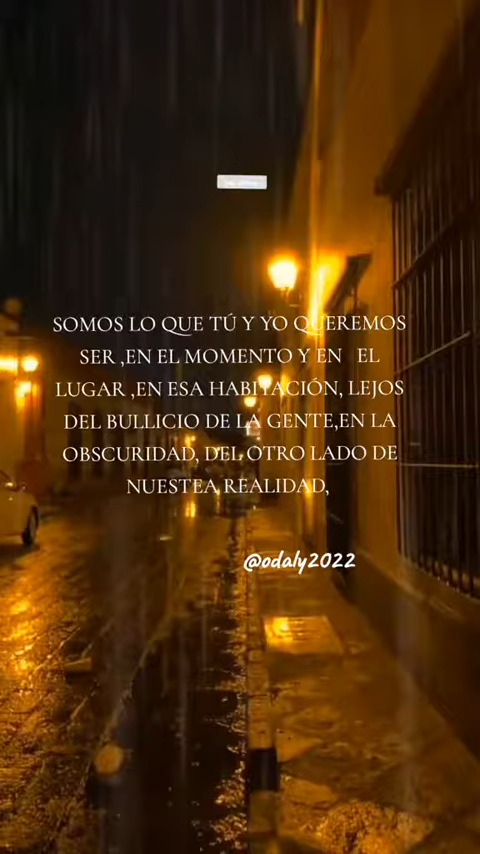 SOMOS LO QUE TÚ Y YO QUEREMOS
SER ,EN EL MOMENTO Y EN EL
LUGAR ,EN ESA HABITACIÓN, LEJOS
DEL BULLICIO DE LA GENTE,EN LA
OBSCURIDAD, DEL OTRO LADO DE
NUESTEA REALIDAD,
@odaly2022